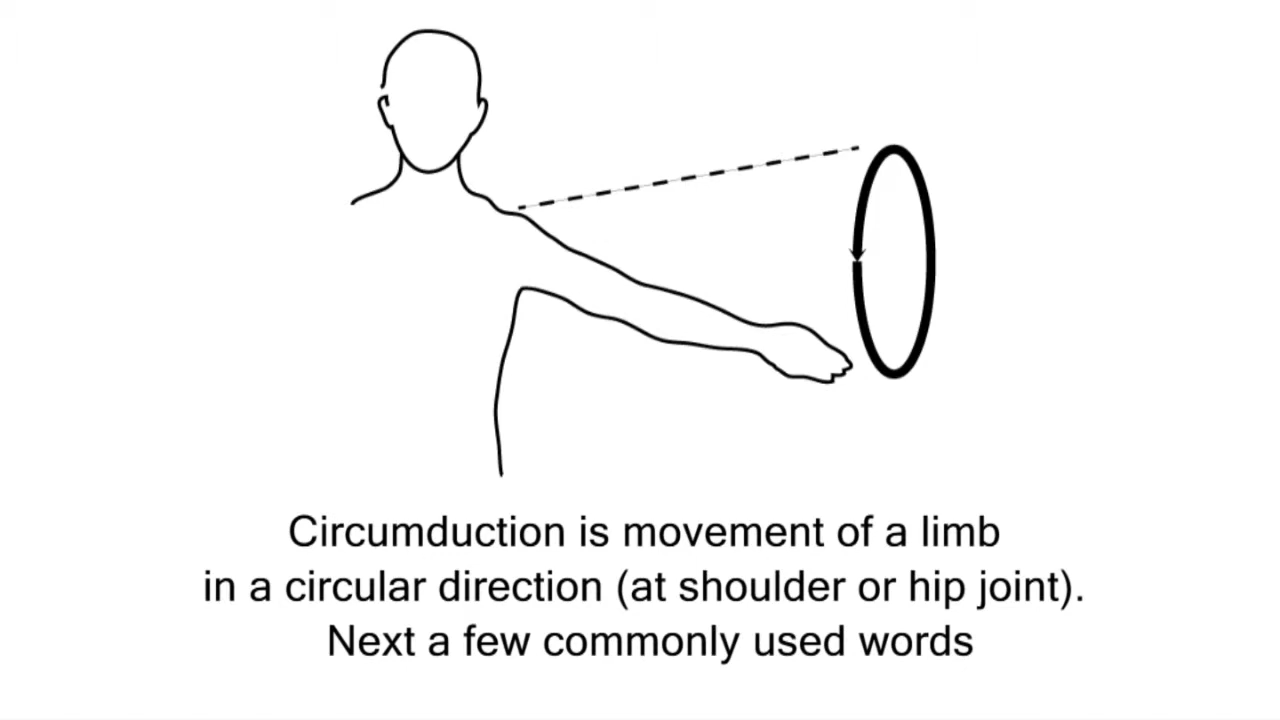 Circumduction is movement of a limb
in a circular direction (at shoulder or hip joint).
Next a few commonly used words